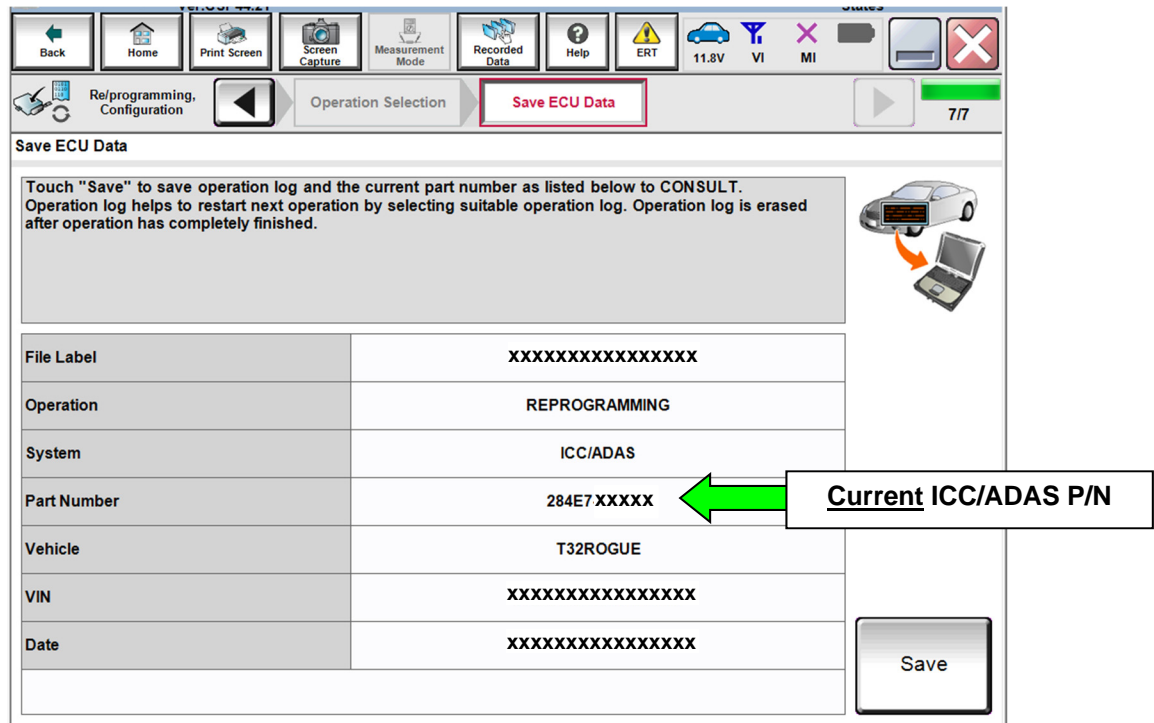 Back
Home
Print Screen
Screen Capture
Measurement Mode
Recorded Data
Help
ERT
11.8V
VI
MI
Re/programming, Configuration
Operation Selection
Save ECU Data
7/7
Save ECU Data
Touch "Save" to save operation log and the current part number as listed below to CONSULT.
Operation log helps to restart next operation by selecting suitable operation log. Operation log is erased
after operation has completely finished.
File Label
xxxxxxxxxxxxxxxx
Operation
REPROGRAMMING
System
ICC/ADAS
Part Number
284E7 xxxxx
Current ICC/ADAS P/N
Vehicle
T32ROGUE
VIN
xxxxxxxxxxxxxxxx
Date
xxxxxxxxxxxxxxxx
Save